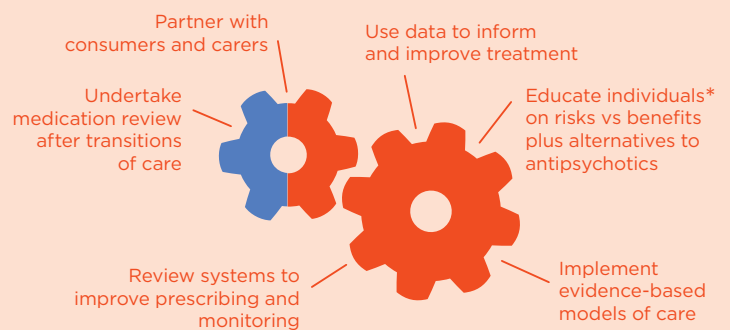 Partner with
consumers and carers
Use data to inform
and improve treatment
Undertake
medication review
after transitions
of care
Educate individuals*
on risks vs benefits
plus alternatives to
antipsychotics
Review systems to
improve prescribing and
monitoring
Implement
evidence-based
models of care